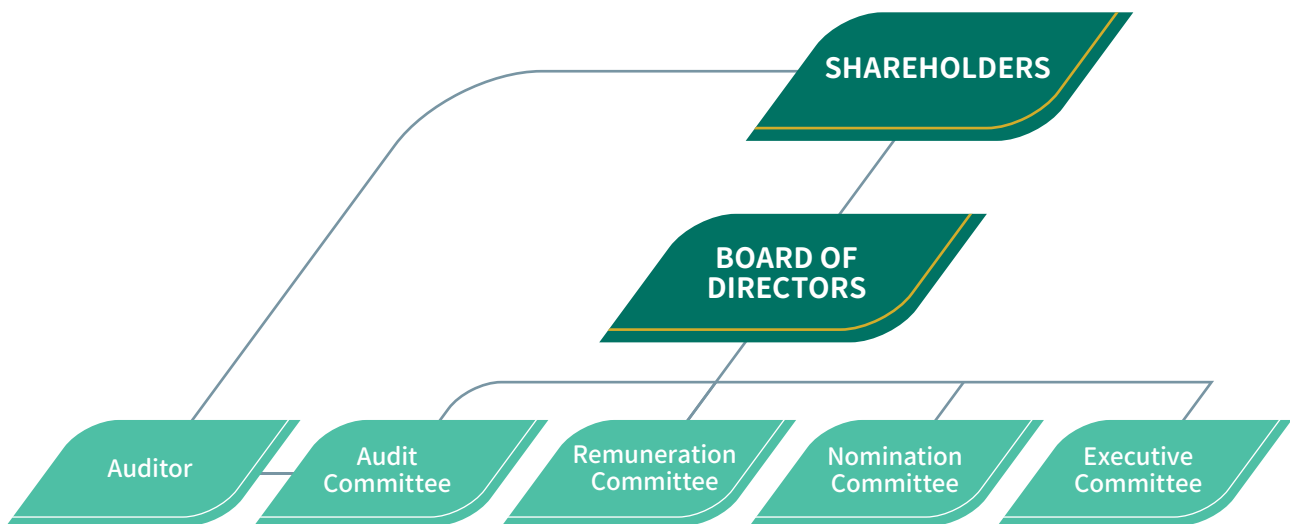 SHAREHOLDERS
BOARD OF
DIRECTORS
Auditor
Audit
Committee
Remuneration
Committee
Nomination
Committee
Executive
Committee